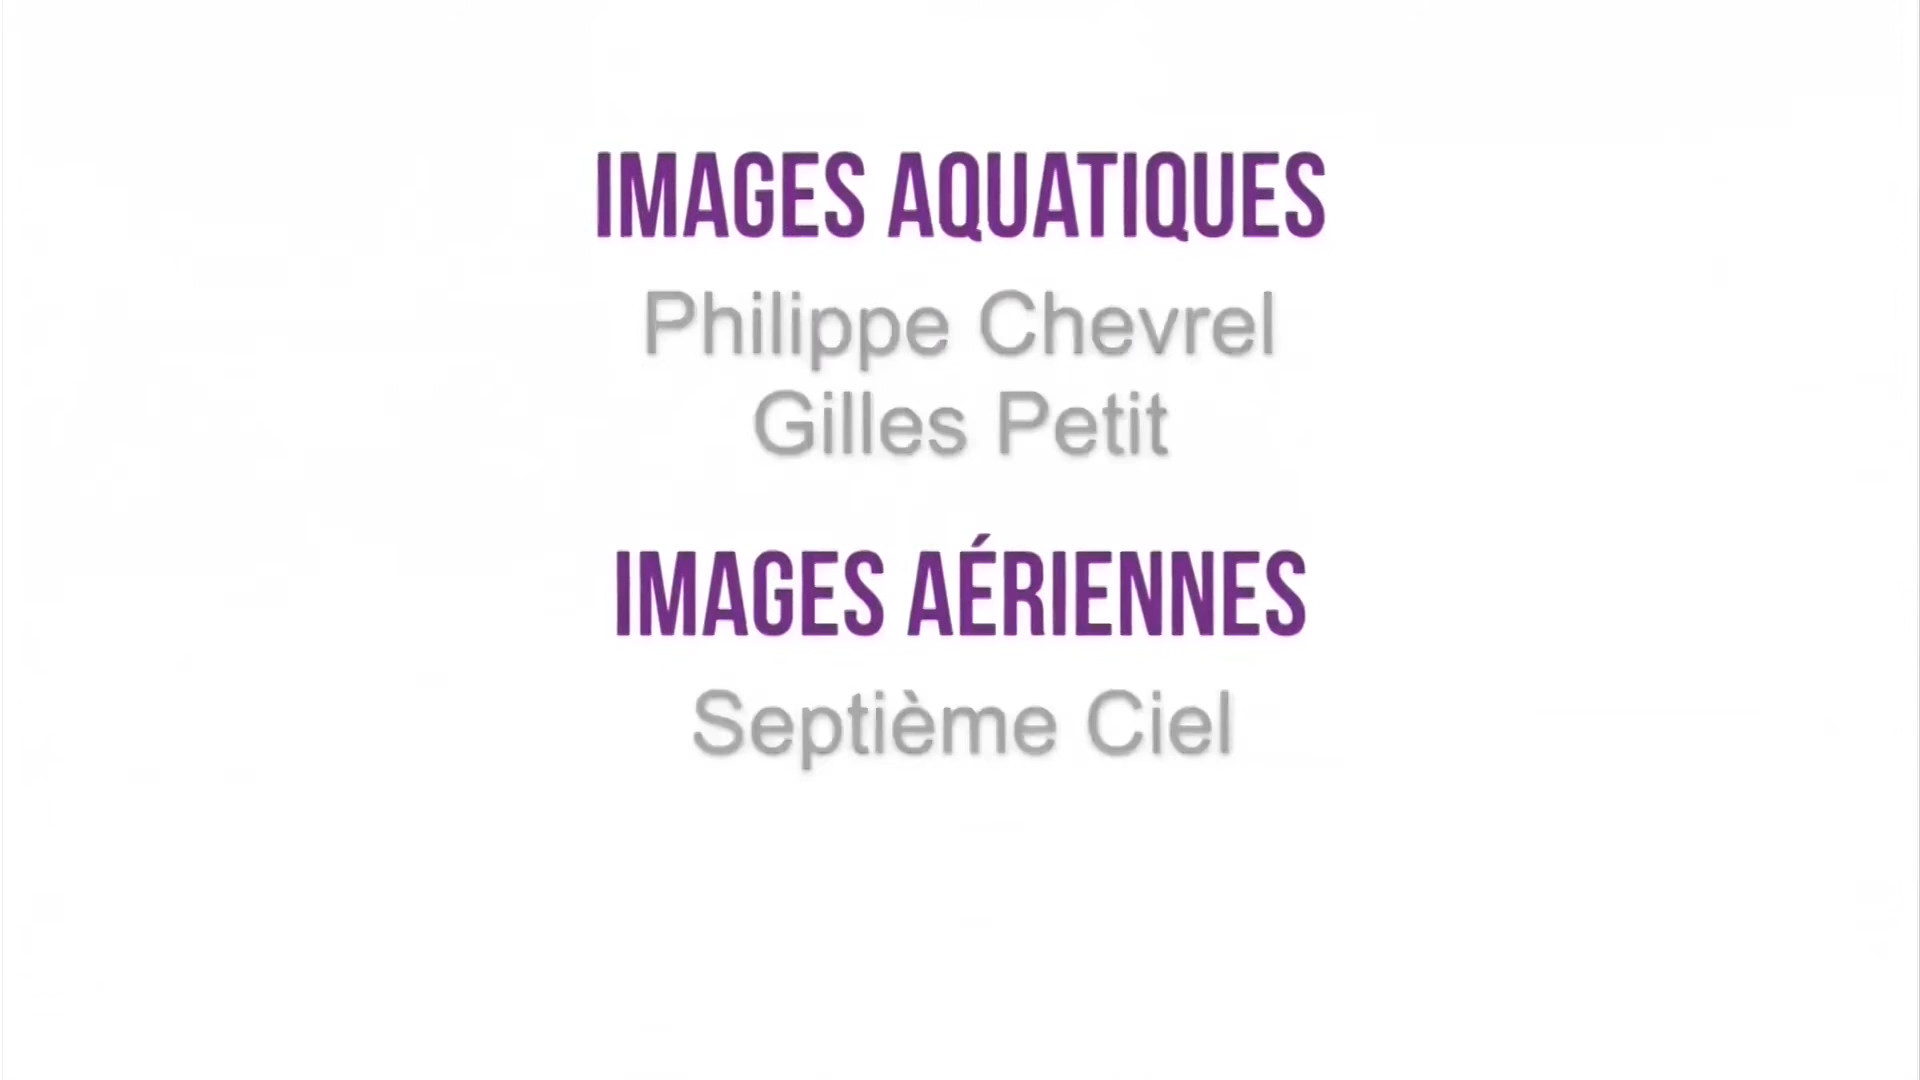 IMAGES AQUATIQUES
Philippe Chevrel
Gilles Petit
IMAGES AÉRIENNES
Septième Ciel